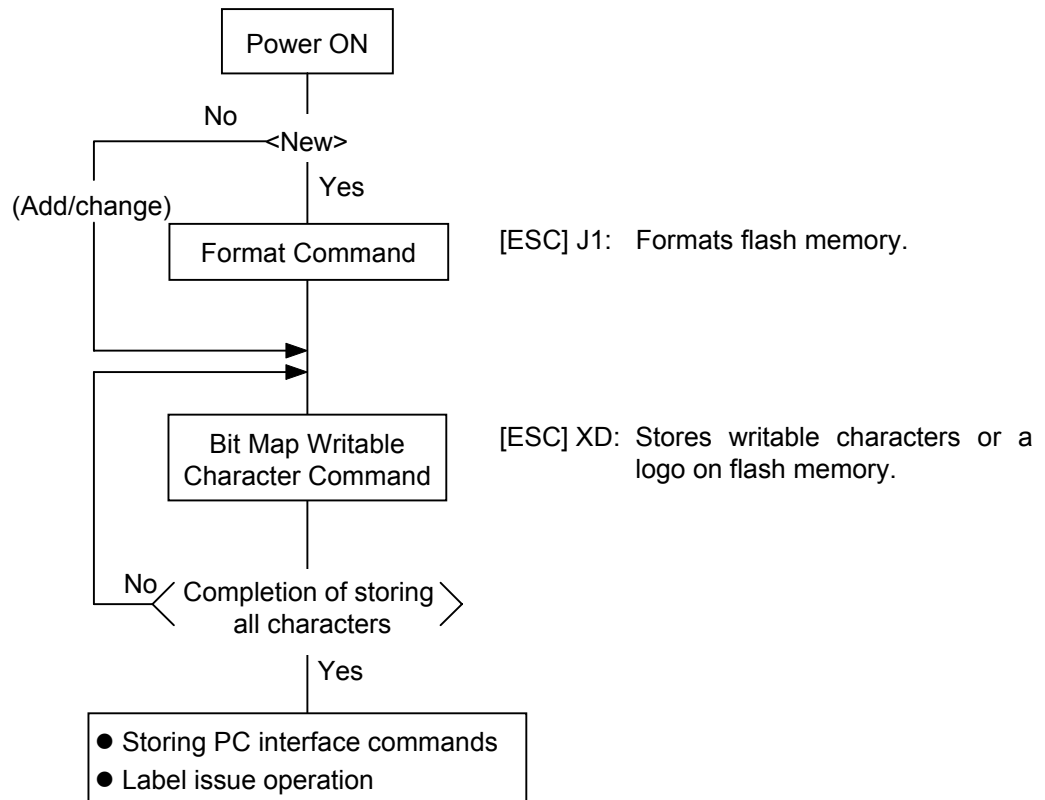 Power ON
No
<New>
Yes
(Add/change)
Format Command
[ESC] J1: Formats flash memory.
Bit Map Writable
Character Command
[ESC] XD: Stores writable characters or a
logo on flash memory.
No
Completion of storing
all characters
Yes
● Storing PC interface commands
● Label issue operation